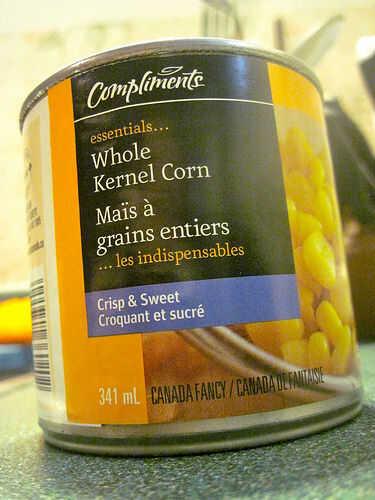 Compliments
essentials...
Whole
Kernel Corn
Maïs à
grains entiers
... les indispensables
Crisp & Sweet
Croquant et sucré
341 mL CANADA FANCY / CANADA DE FANTAISIE